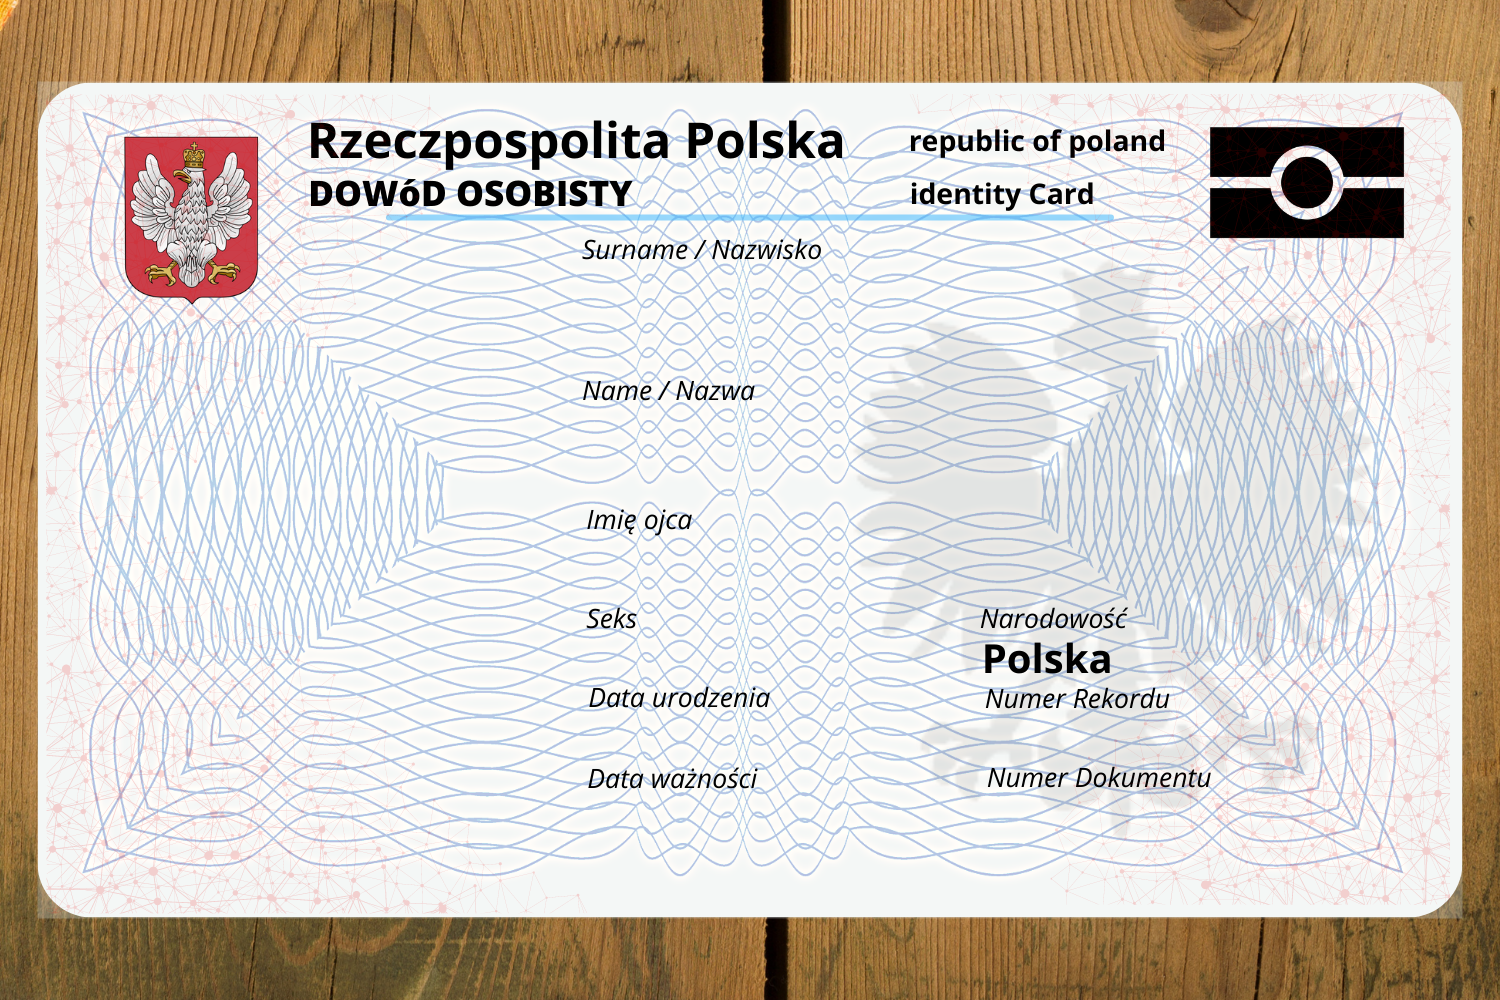 Rzeczpospolita Polska republic of poland
DOWóD OSOBISTY identity Card
Surname / Nazwisko
Name / Nazwa
Imię ojca
Seks Narodowość
Polska
Data urodzenia Numer Rekordu
Data ważności Numer Dokumentu